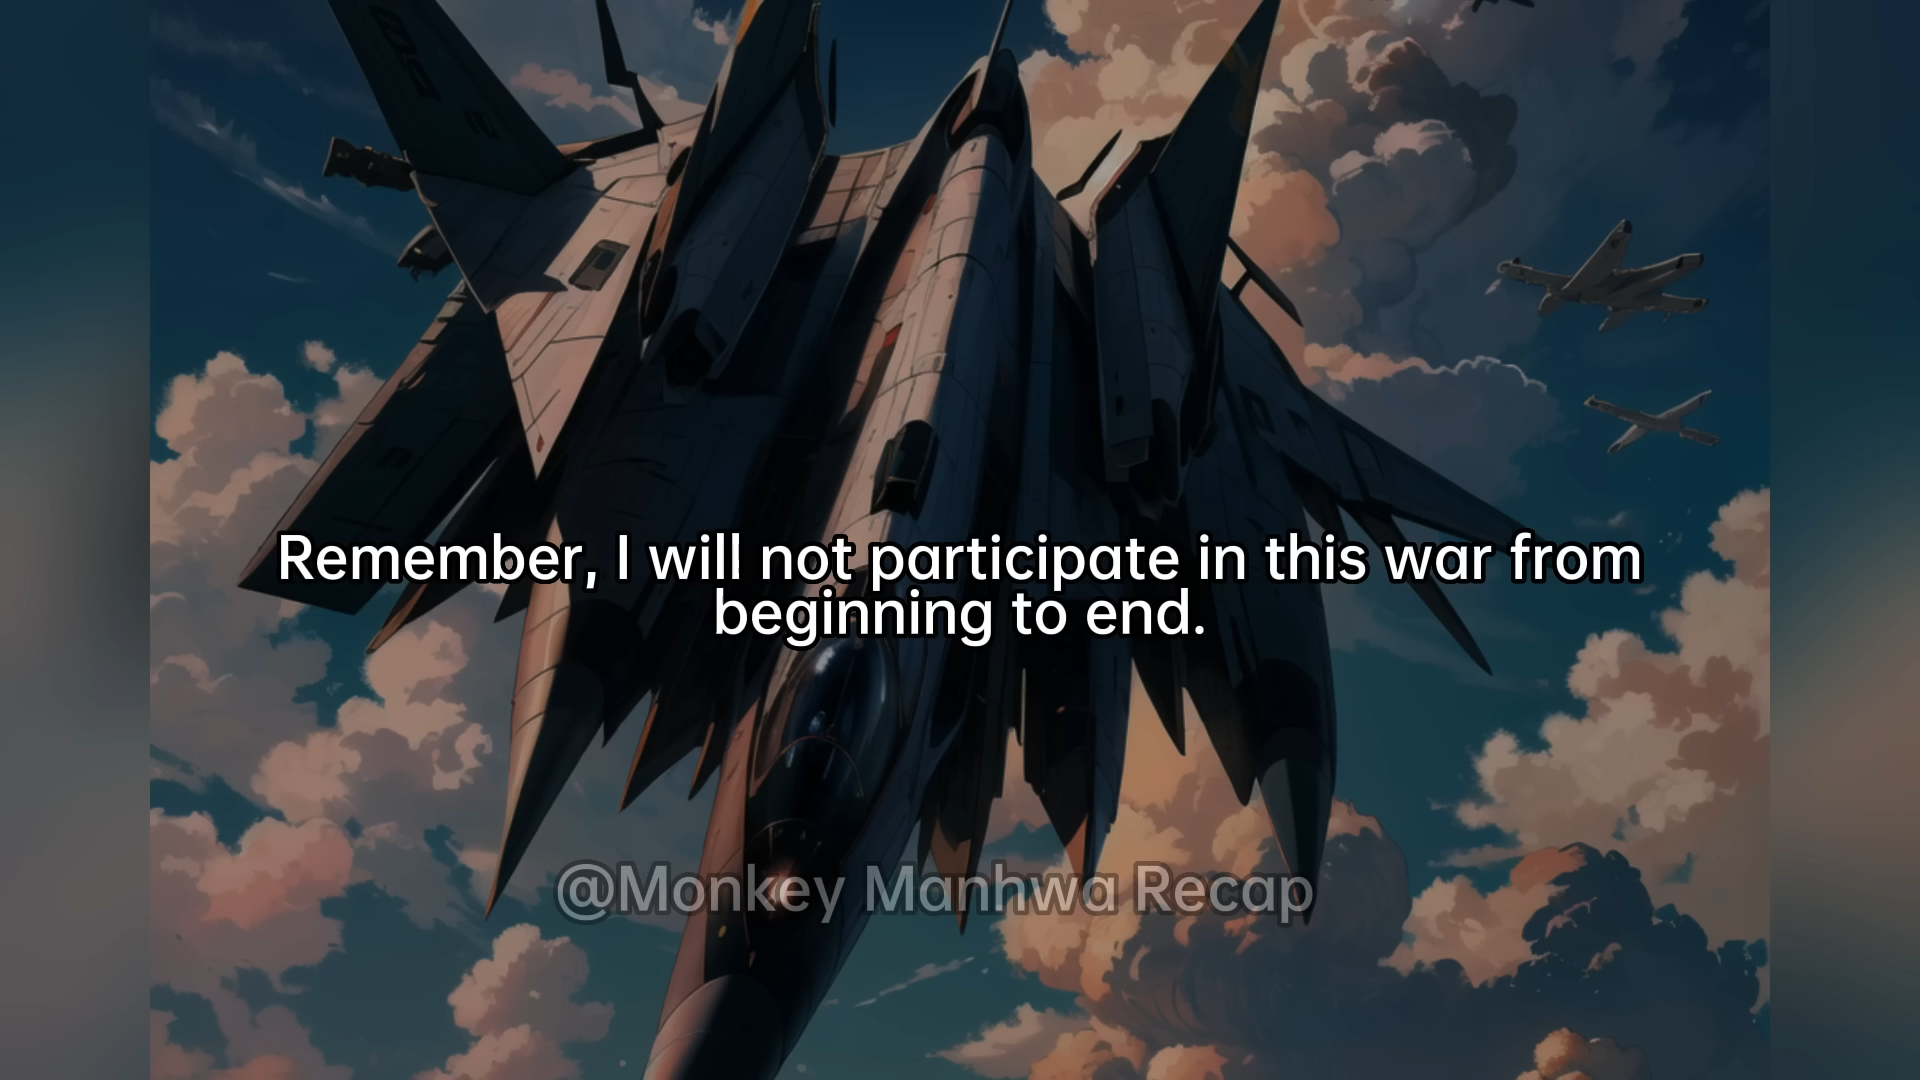 Remember, I will not participate in this war from
beginning to end.
@Monkey Manhwa Recap